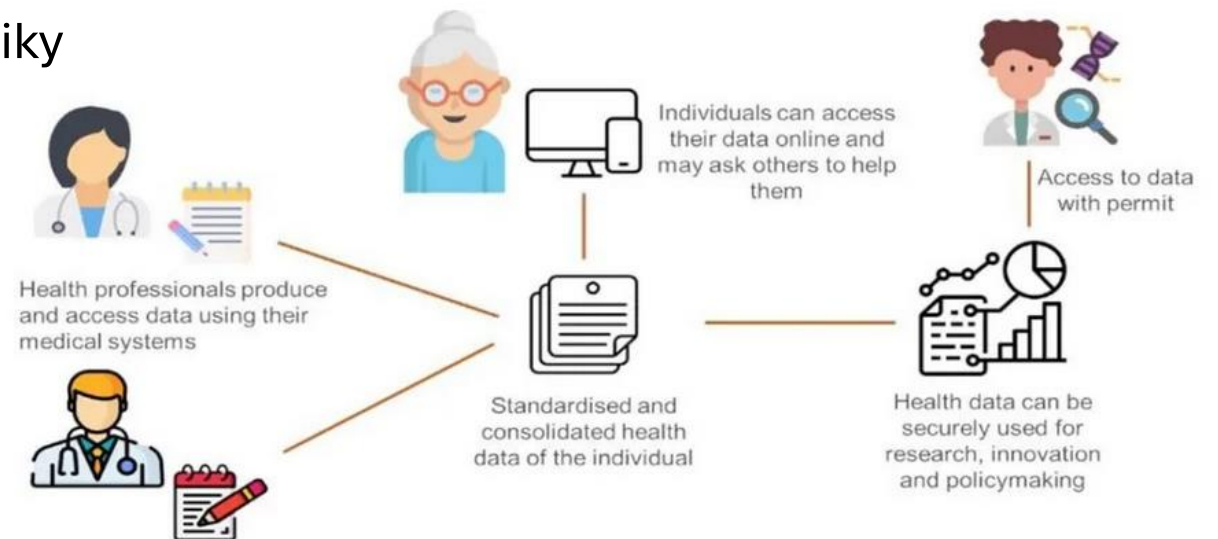 iky
Individuals can access
their data online and
may ask others to help
them
Access to data
with permit
Health professionals produce
and access data using their
medical systems
Standardised and
consolidated health
data of the individual
Health data can be
securely used for
research, innovation
and policymaking